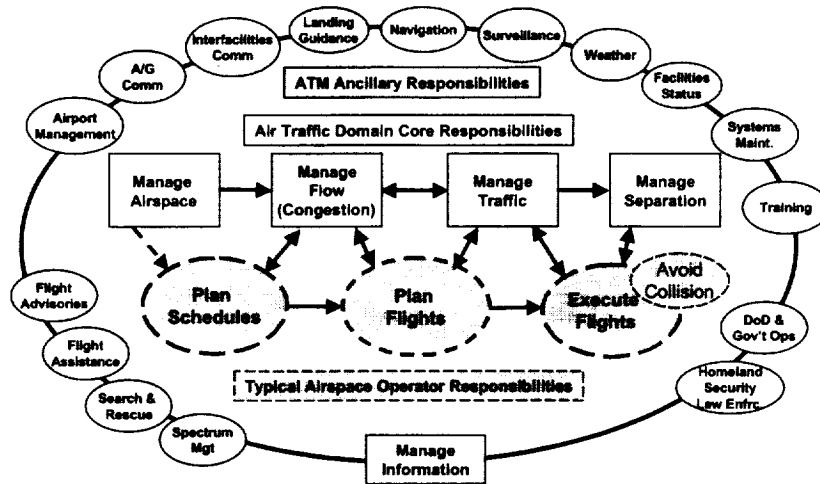 Landing
Guidance
Navigation
Surveillance
Interfacilities
Comm
Weather
A/G
Comm
ATM Ancillary Responsibilities
Facilities
Status
Airport
Management
Air Traffic Domain Core Responsibilities
Systems
Maint.
Manage
Airspace
Manage
Flow
(Congestion)
Manage
Traffic
Manage
Separation
Training
Flight
Advisories
Plan
Schedules
Plan
Flights
Execute
Flights
Avoid
Collision
Flight
Assistance
DoD &
Gov't Ops
Typical Airspace Operator Responsibilities
Homeland
Security
Law Enfrc
Search &
Rescue
Spectrum
Mgt
Manage
Information